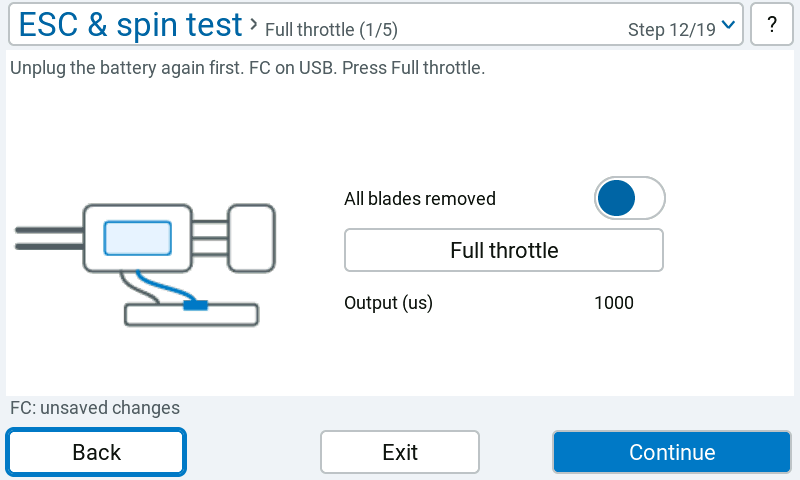 ESC & spin test › Full throttle (1/5) Step 12/19
?
Unplug the battery again first. FC on USB. Press Full throttle.
All blades removed
Full throttle
Output (us) 1000
FC: unsaved changes
Back Exit Continue